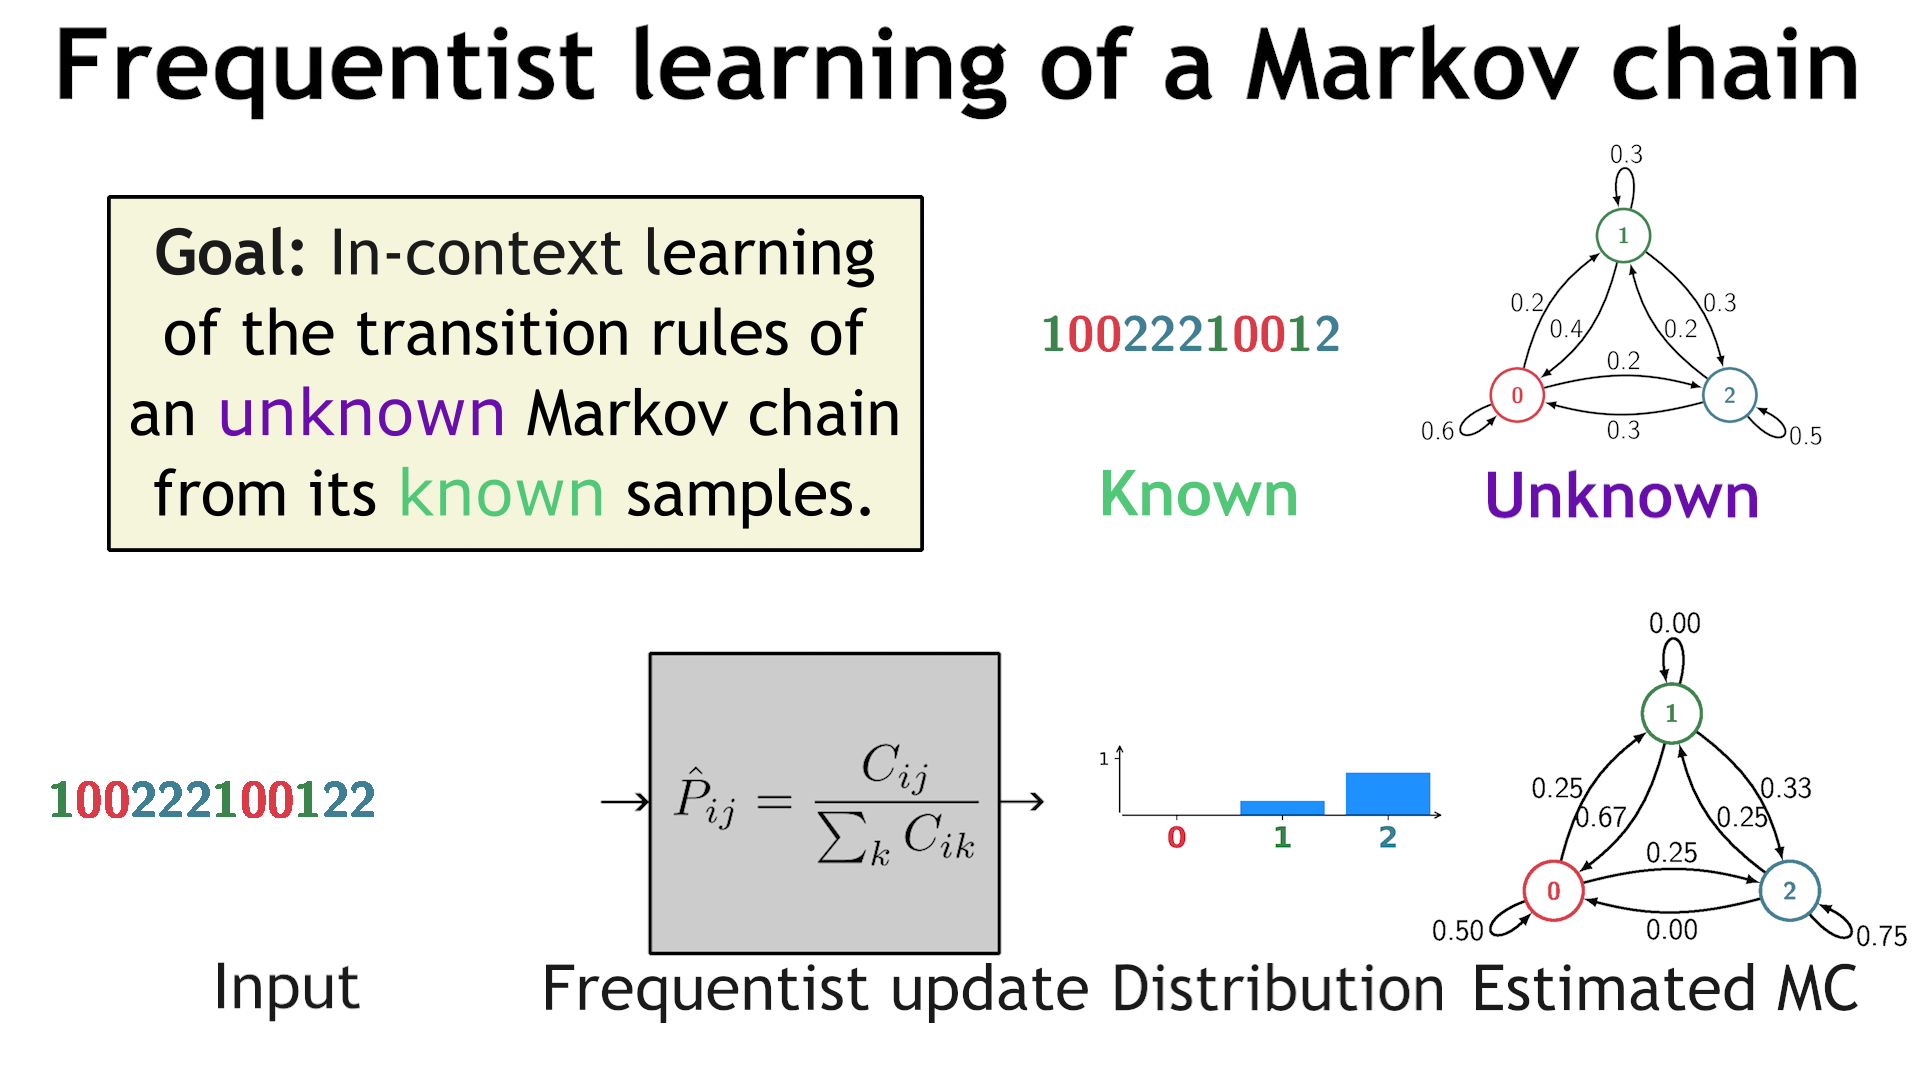 Frequentist learning of a Markov chain
Goal: In-context learning
of the transition rules of
an unknown Markov chain
from its known samples.
10022210012
Known
0.3
1
0.2
0.3
0.4
0.2
0.2
0
2
0.6
0.3
0.5
Unknown
100222100122
Input
P̂_{ij} = C_{ij} / ∑_k C_{ik}
Frequentist update
1
0 1 2
Distribution
0.00
1
0.25
0.33
0.67
0.25
0.25
0
2
0.50
0.00
0.75
Estimated MC